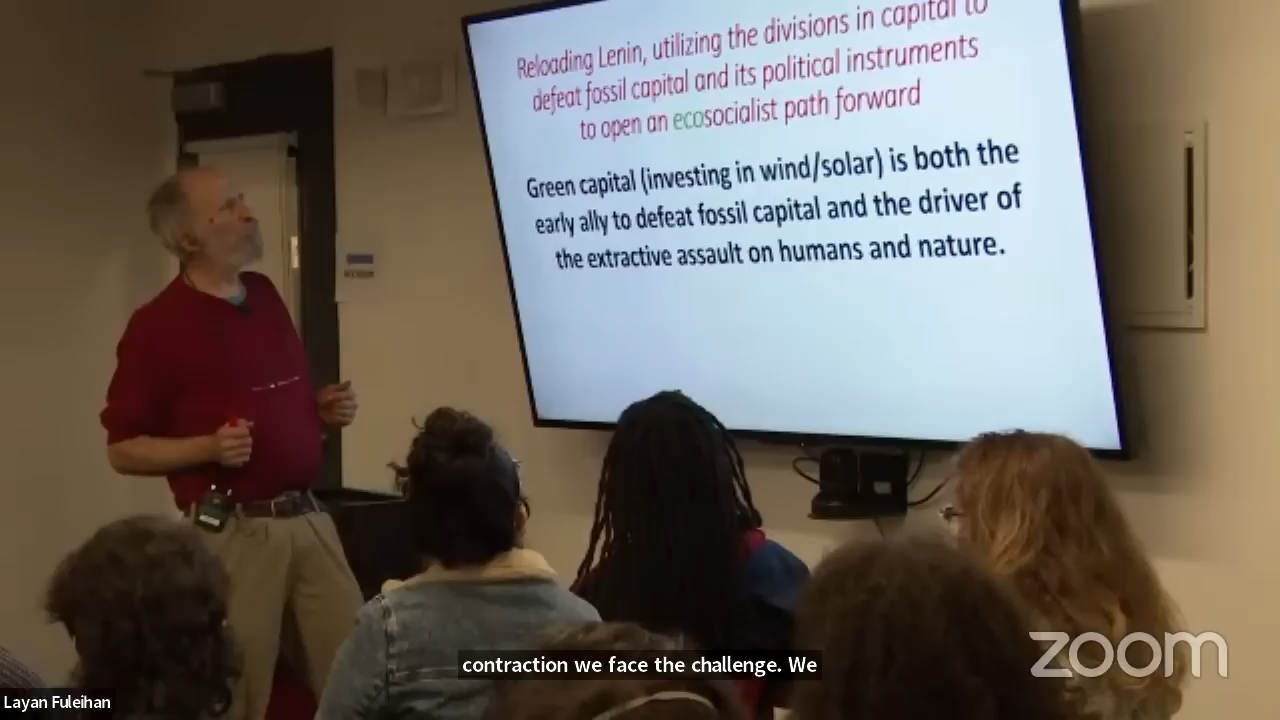 Reloading Lenin, utilizing the divisions in capital to
defeat fossil capital and its political instruments
to open an ecosocialist path forward
Green capital (investing in wind/solar) is both the
early ally to defeat fossil capital and the driver of
the extractive assault on humans and nature.
contraction we face the challenge. We
zoom
Layan Fuleihan